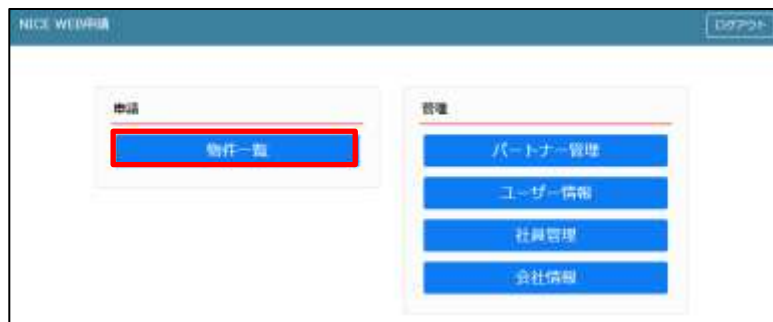 NICE WEB申請
ログアウト
申請
物件一覧
管理
パートナー管理
ユーザー情報
社員管理
会社情報